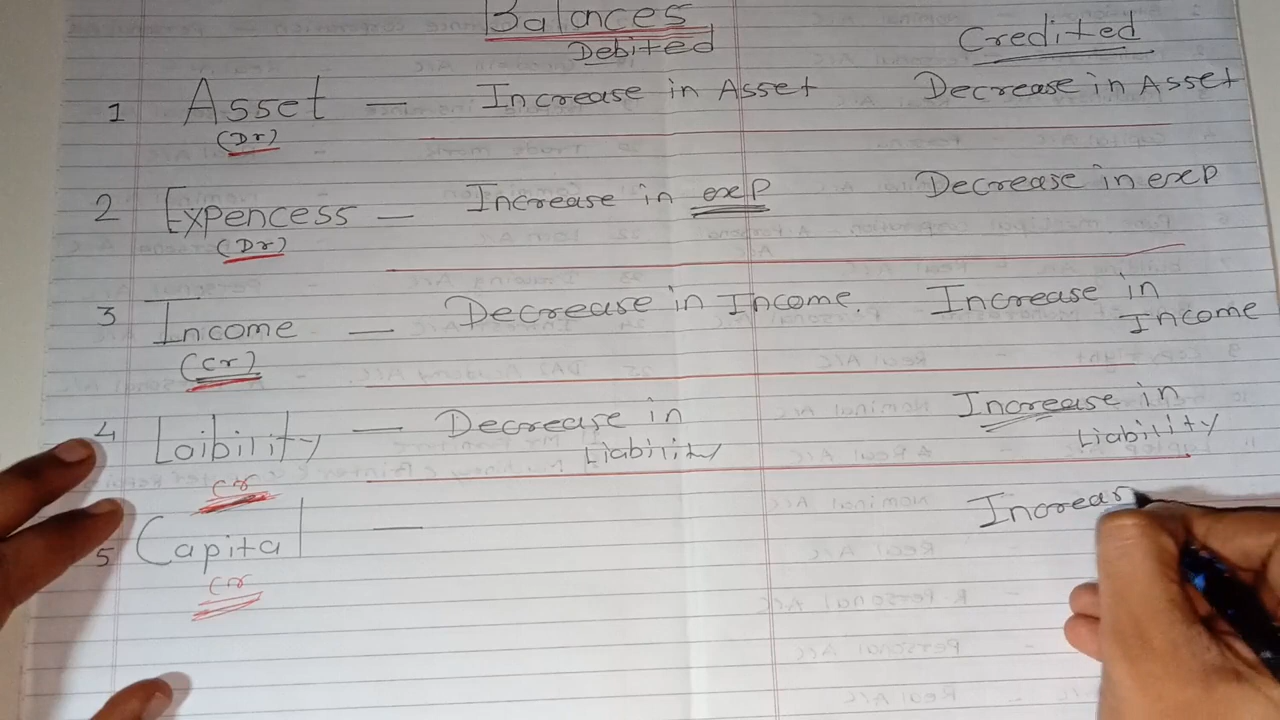 Balances
Debited Credited
1 Asset — Increase in Asset Decrease in Asset
(Dr)
2 Expencess — Increase in exp Decrease in exp
(Dr)
3 Income — Decrease in Income. Increase in
Income
(Cr)
4 Laibility — Decrease in Increase in
Liability Liability
cr
5 Capital — Increas
cr